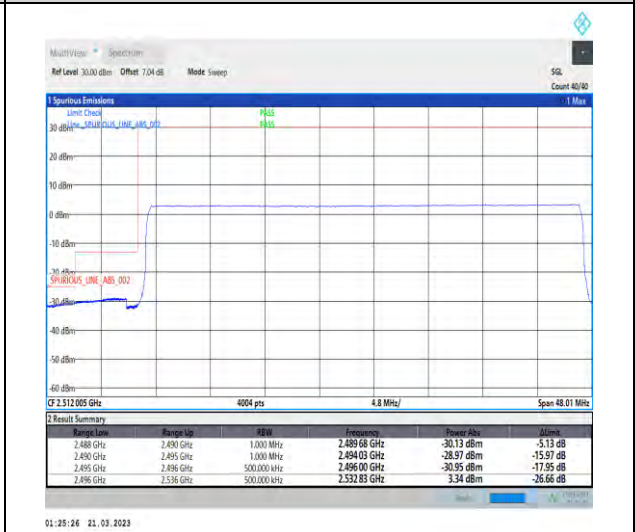 MultiView Spectrum
Ref Level 30.00 dBm Offset 7.04 dB Mode Sweep SGL
Count 40/40
1 Spurious Emissions 1 Max
Limit Check PASS
Line _SPURIOUS_LINE_ABS_002 PASS
30 dBm
20 dBm
10 dBm
0 dBm
-10 dBm
-20 dBm
SPURIOUS_LINE_ABS_002
-30 dBm
-40 dBm
-50 dBm
-60 dBm
CF 2.512 005 GHz 4004 pts 4.8 MHz/ Span 48.01 MHz
2 Result Summary
Range Low Range Up RBW Frequency Power Abs ΔLimit
2.488 GHz 2.490 GHz 1.000 MHz 2.489 68 GHz -30.13 dBm -5.13 dB
2.490 GHz 2.495 GHz 1.000 MHz 2.494 03 GHz -28.97 dBm -15.97 dB
2.495 GHz 2.496 GHz 500.000 kHz 2.496 00 GHz -30.95 dBm -17.95 dB
2.496 GHz 2.536 GHz 500.000 kHz 2.532 83 GHz 3.34 dBm -26.66 dB
01:25:26 21.03.2023